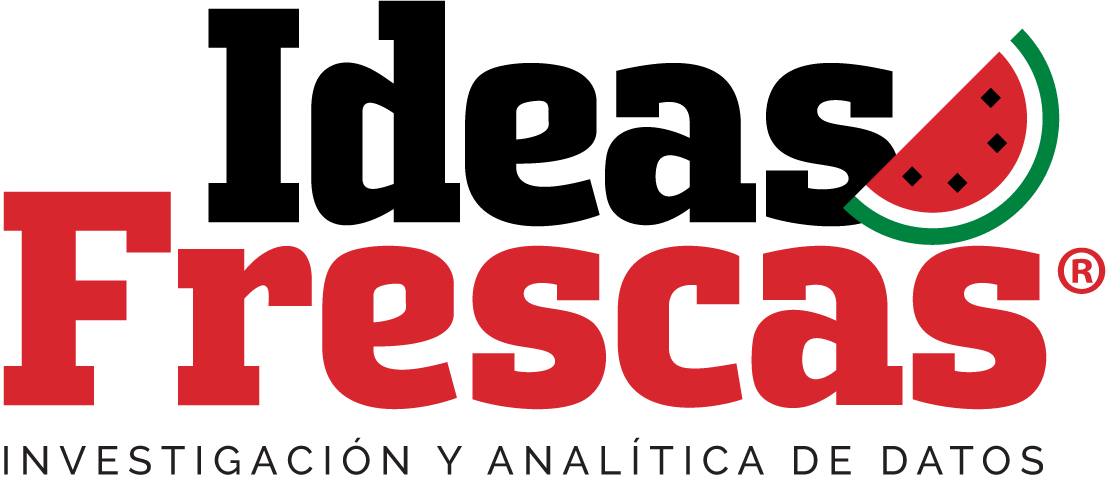 Ideas
Frescas®
INVESTIGACIÓN Y ANALÍTICA DE DATOS